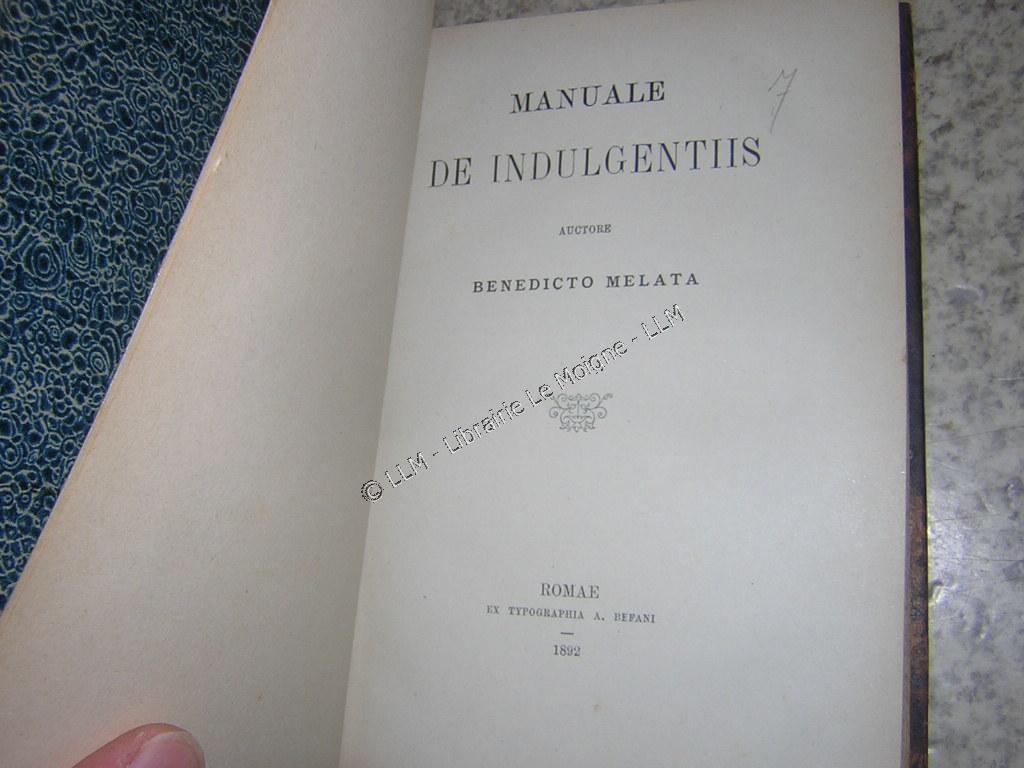 MANUALE
7
DE INDULGENTIIS
AUCTORE
BENEDICTO MELATA
© LLM - Librairie Le Moigne - LLM
ROMAE
EX TYPOGRAPHIA A. BEFANI
1892